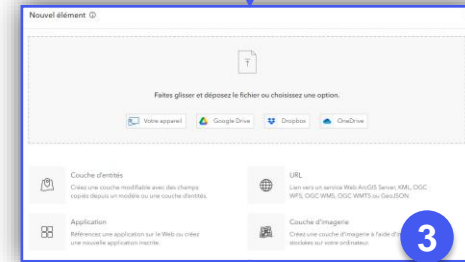 Nouvel élément
Faites glisser et déposez le fichier ou choisissez une option.
Votre appareil Google Drive Dropbox OneDrive
Couche d'entités
Créez une couche modifiable avec des champs
copiés depuis un modèle ou une couche d'entités.
URL
Lien vers un service Web ArcGIS Server, KML, OGC
WFS, OGC WMS, OGC WMTS ou GeoJSON.
Application
Référencez une application sur le Web ou créez
une nouvelle application inscrite.
Couche d'imagerie
Créez une couche d'imagerie à l'aide
stockées sur votre ordinateur.
3